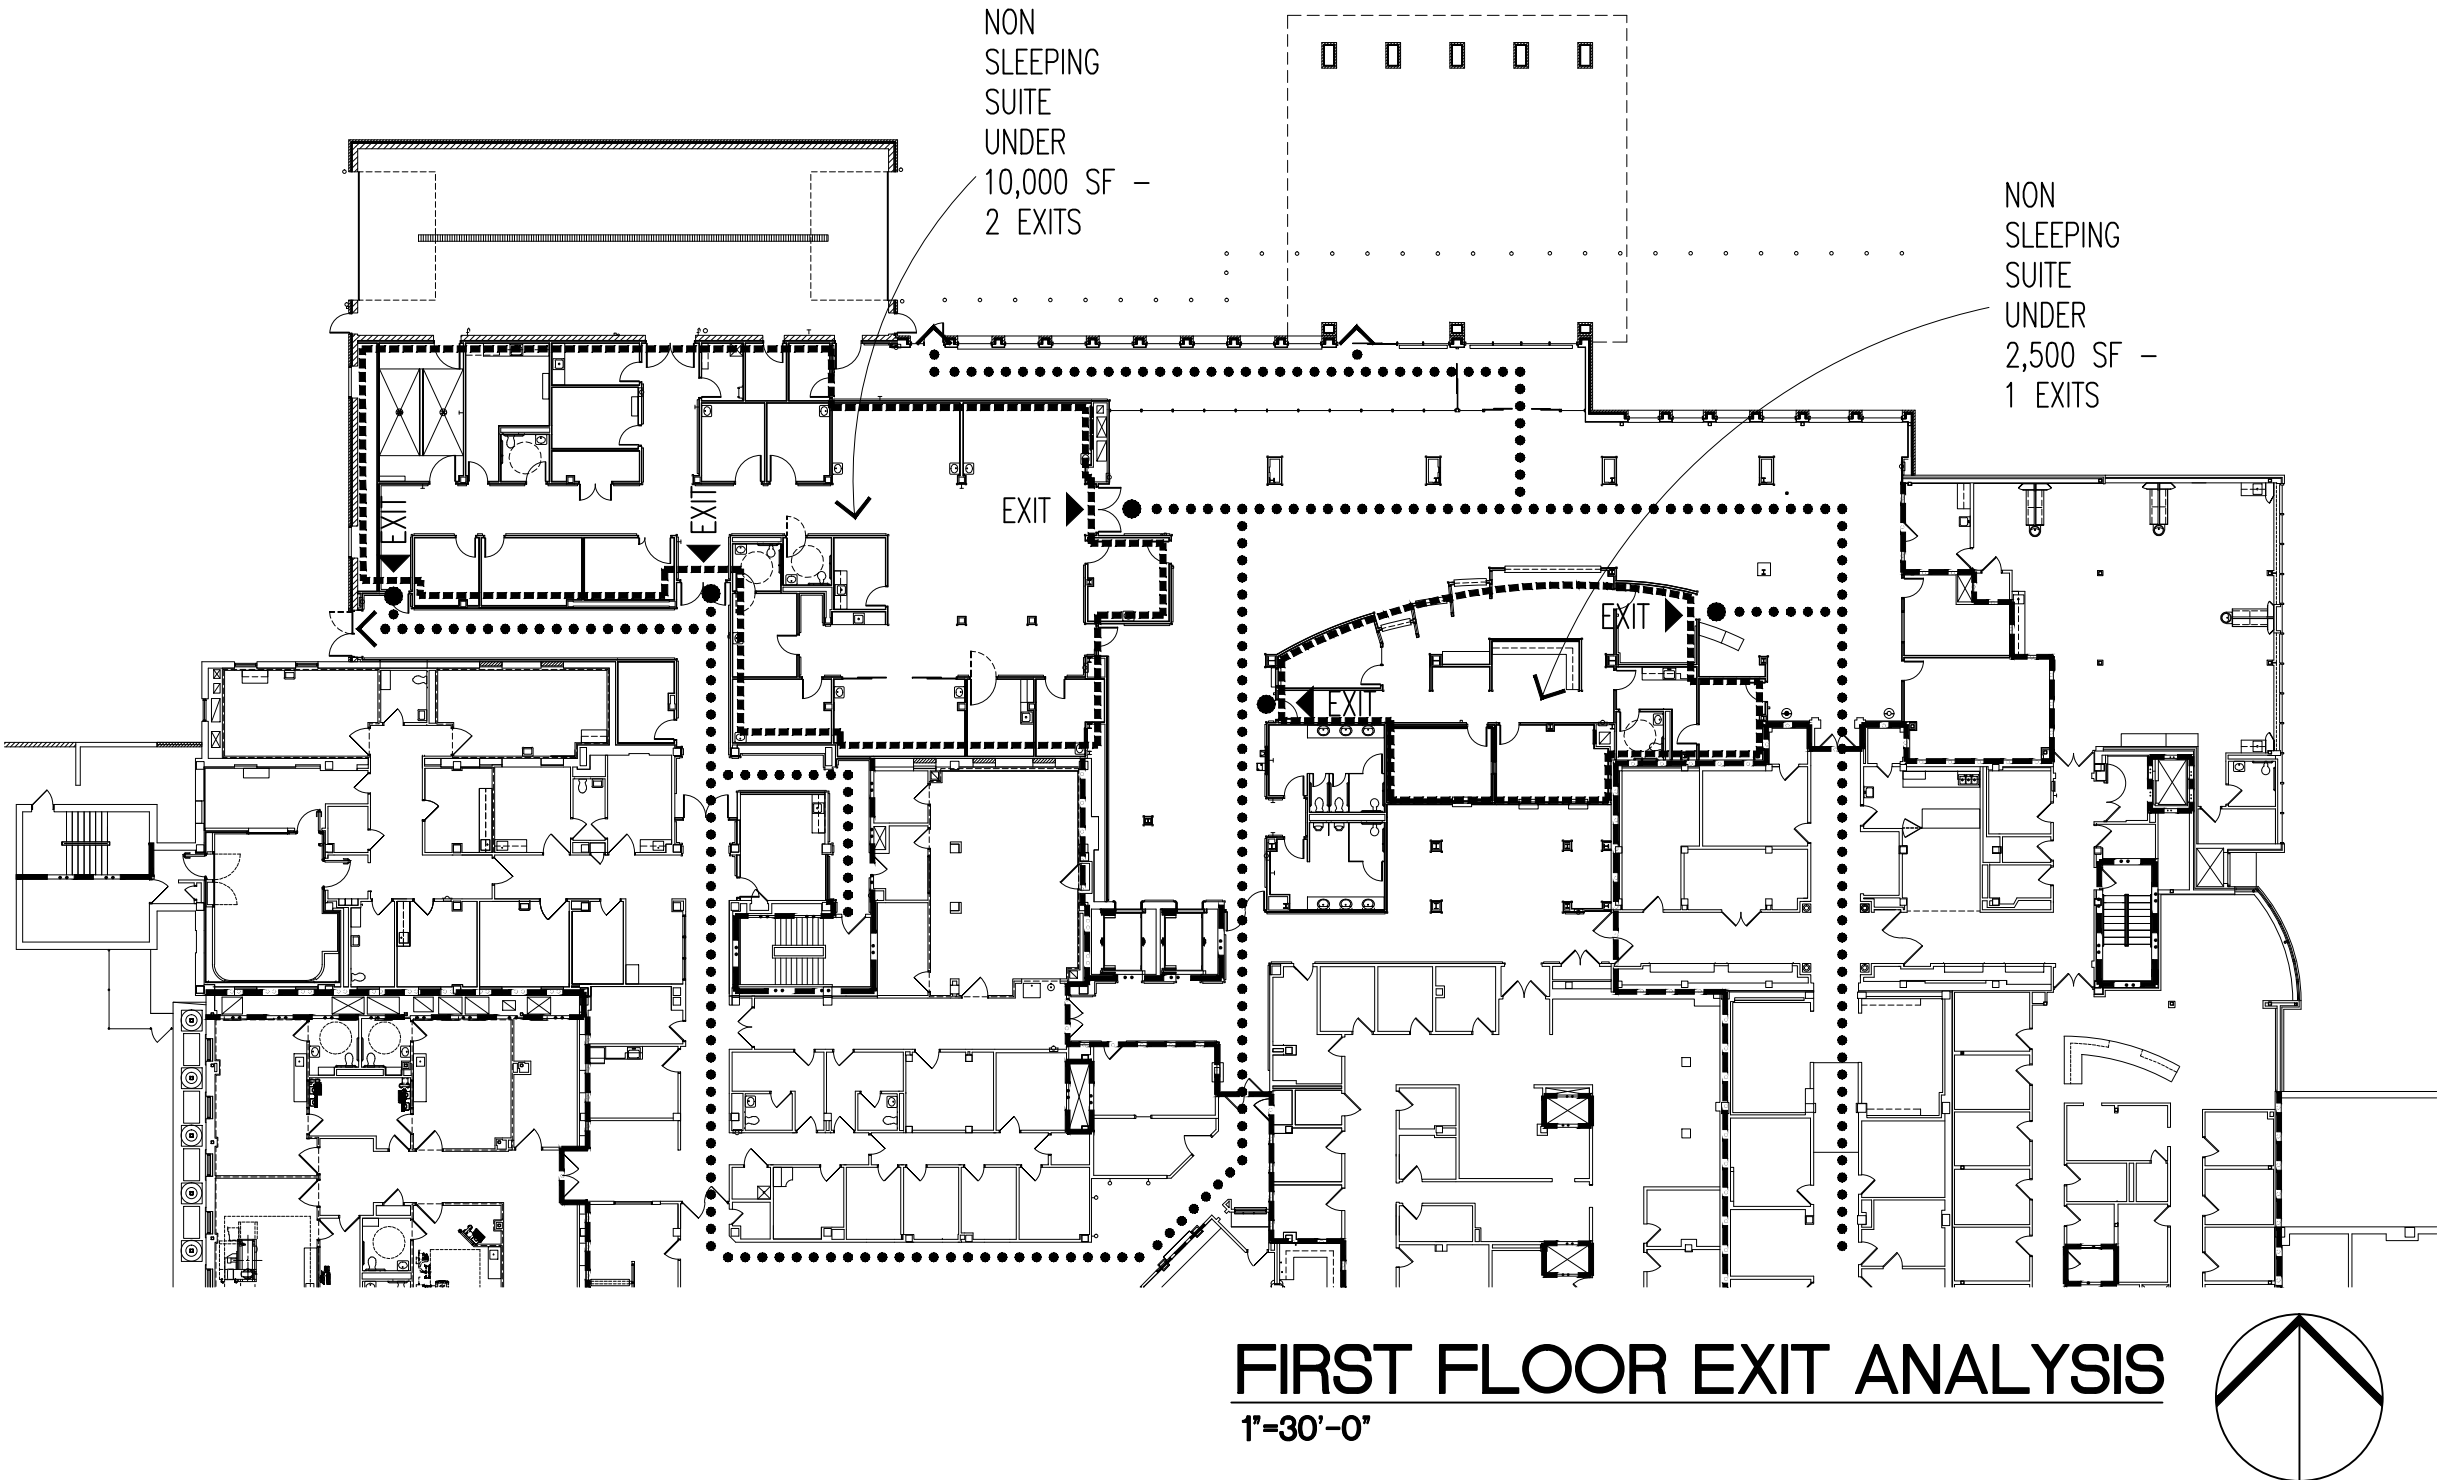 NON
SLEEPING
SUITE
UNDER
10,000 SF -
2 EXITS
NON
SLEEPING
SUITE
UNDER
2,500 SF -
1 EXITS
EXIT
EXIT
EXIT
EXIT
EXIT
FIRST FLOOR EXIT ANALYSIS
1"=30'-0"